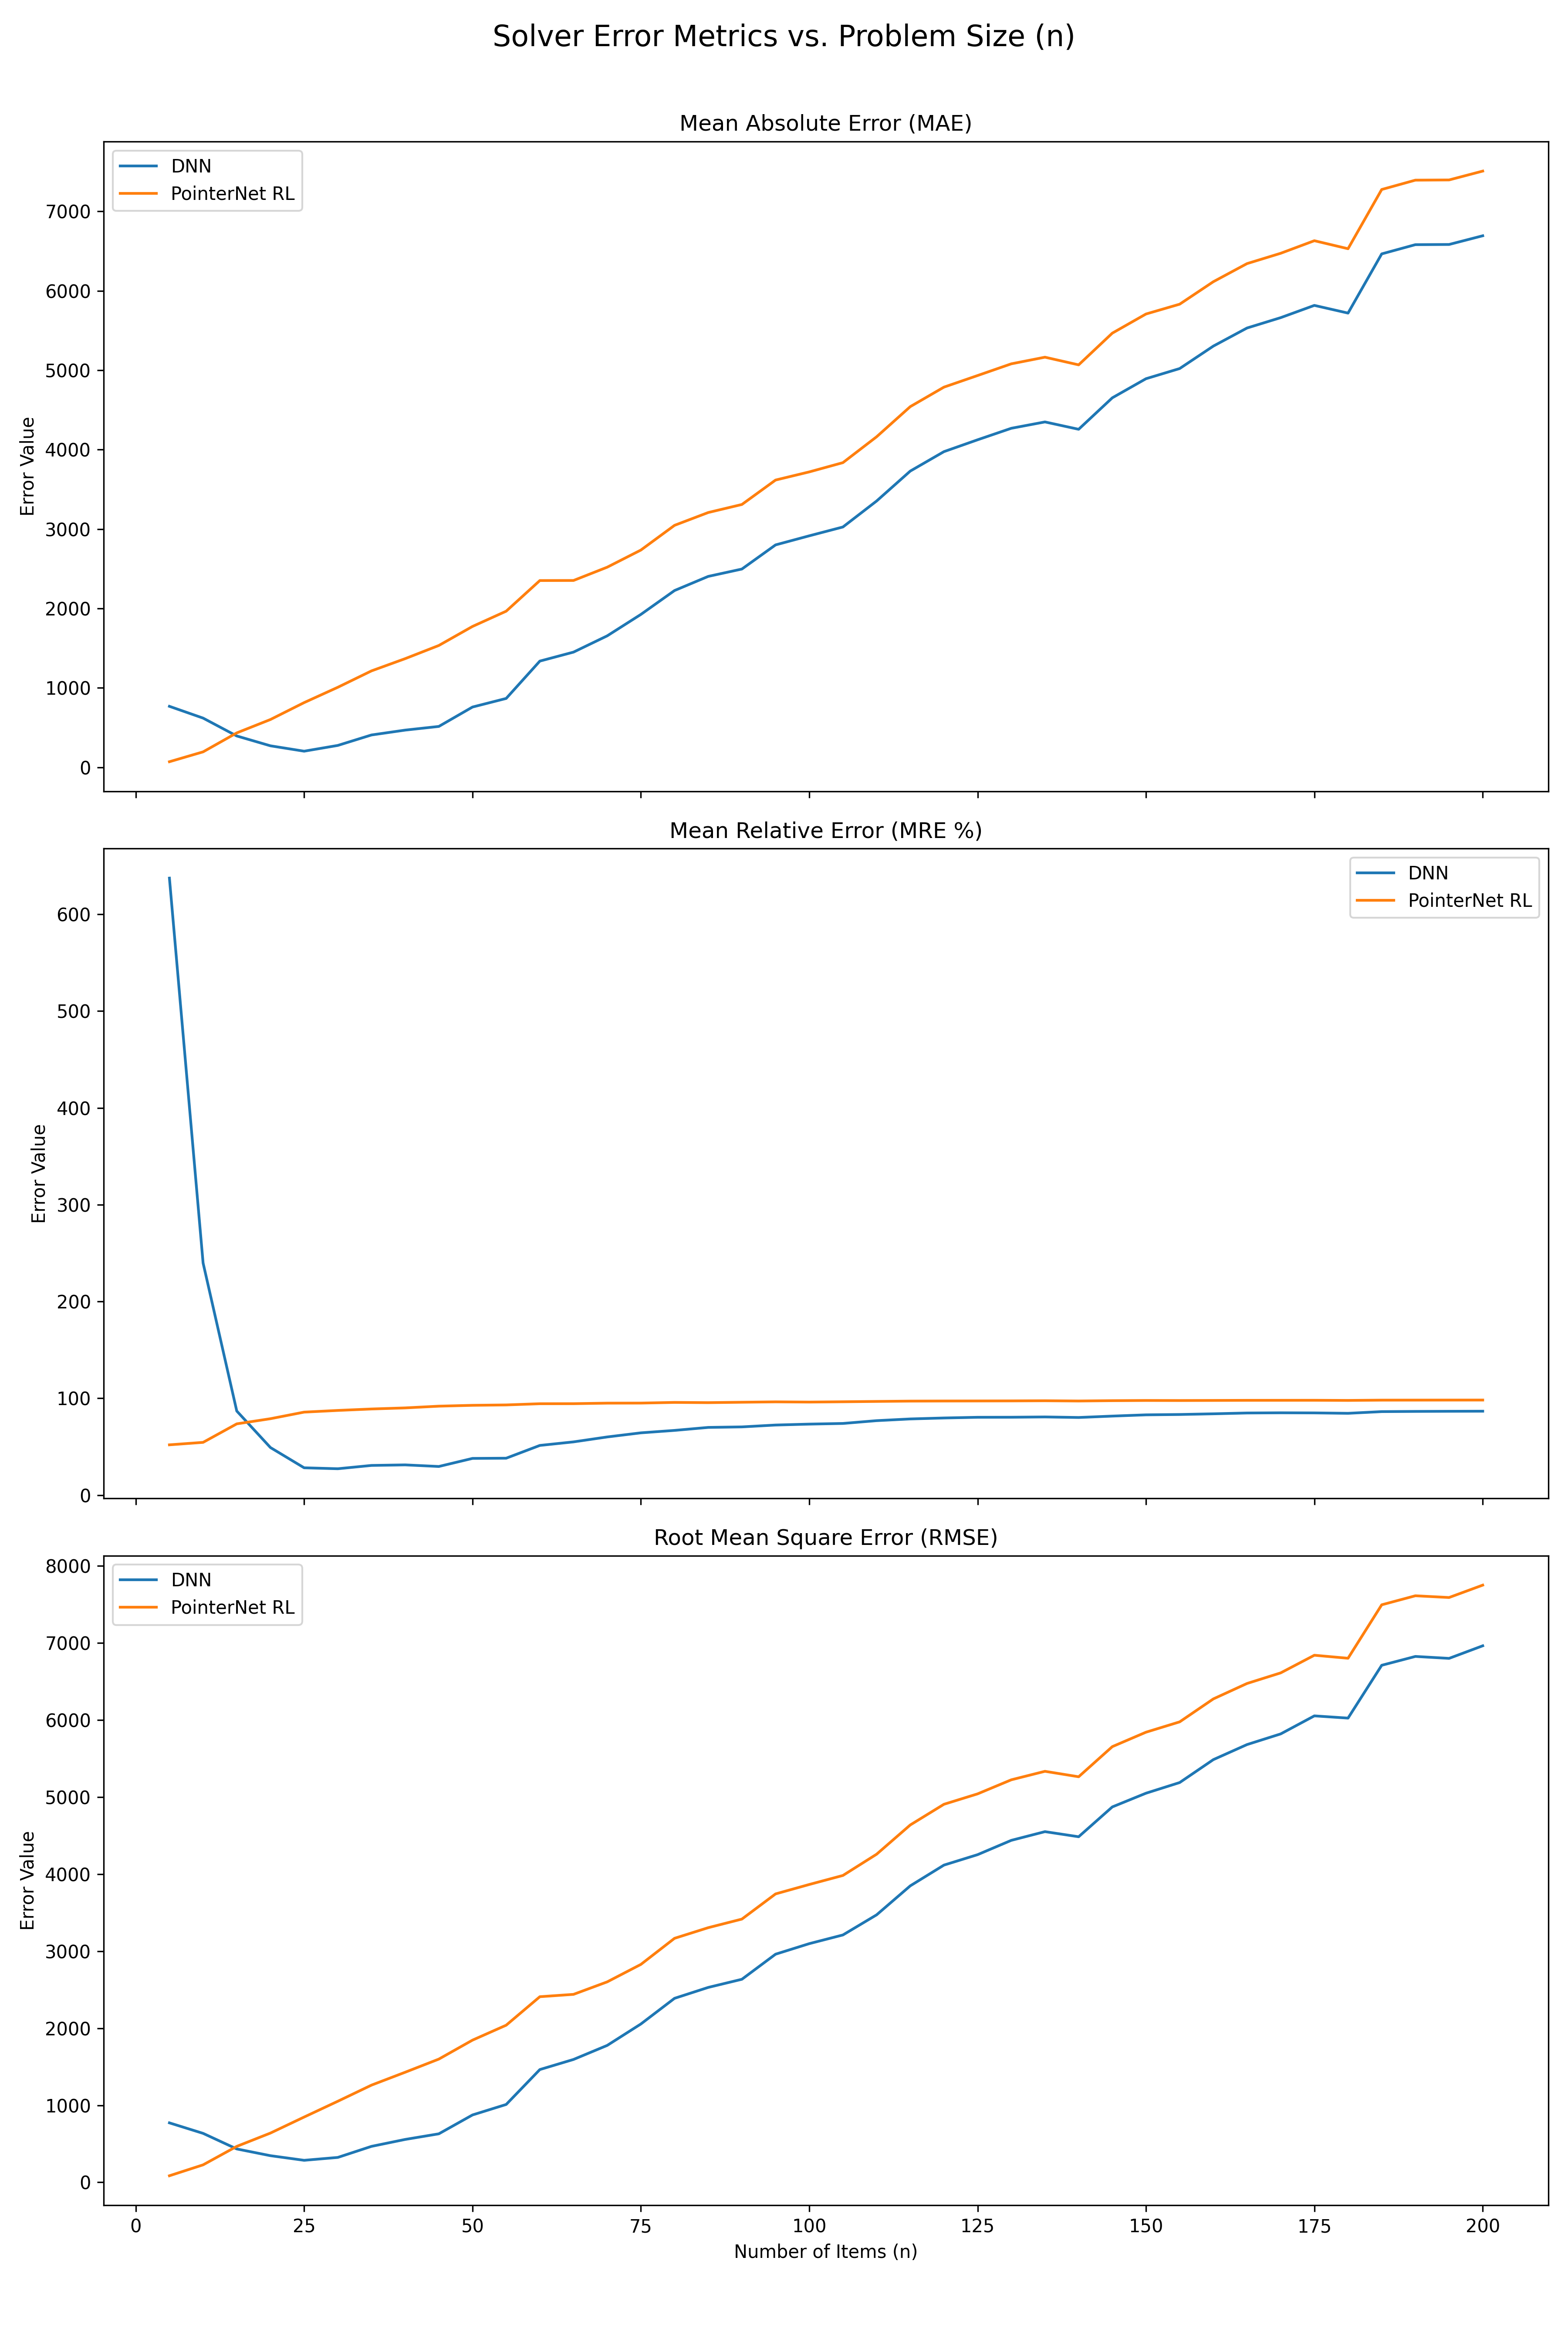 Solver Error Metrics vs. Problem Size (n)
Mean Absolute Error (MAE)
DNN
PointerNet RL
7000
6000
5000
4000
3000
2000
1000
0
Error Value
Mean Relative Error (MRE %)
DNN
PointerNet RL
600
500
400
300
200
100
0
Error Value
Root Mean Square Error (RMSE)
DNN
PointerNet RL
8000
7000
6000
5000
4000
3000
2000
1000
0
Error Value
0 25 50 75 100 125 150 175 200
Number of Items (n)